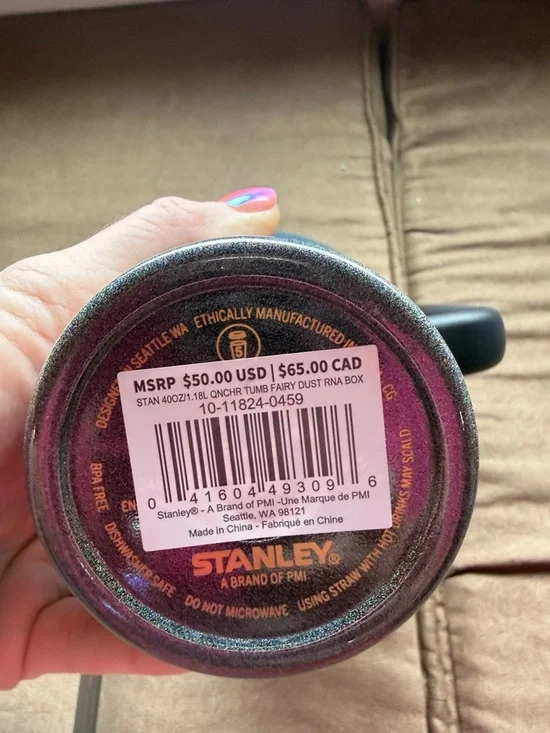 DESIGNED SEATTLE WA
ETHICALLY MANUFACTURED IN
CG
MSRP $50.00 USD | $65.00 CAD
STAN 40OZ/1.18L QNCHR TUMB FAIRY DUST RNA BOX
10-11824-0459
0 41604 49309 6
Stanley® - A Brand of PMI -Une Marque de PMI
Seattle, WA 98121
Made in China - Fabriqué en Chine
EN
STANLEY®
A BRAND OF PMI
BPA FREE
DISHWASHER SAFE
DO NOT MICROWAVE
USING STRAW WITH HOT DRINKS MAY SCALD